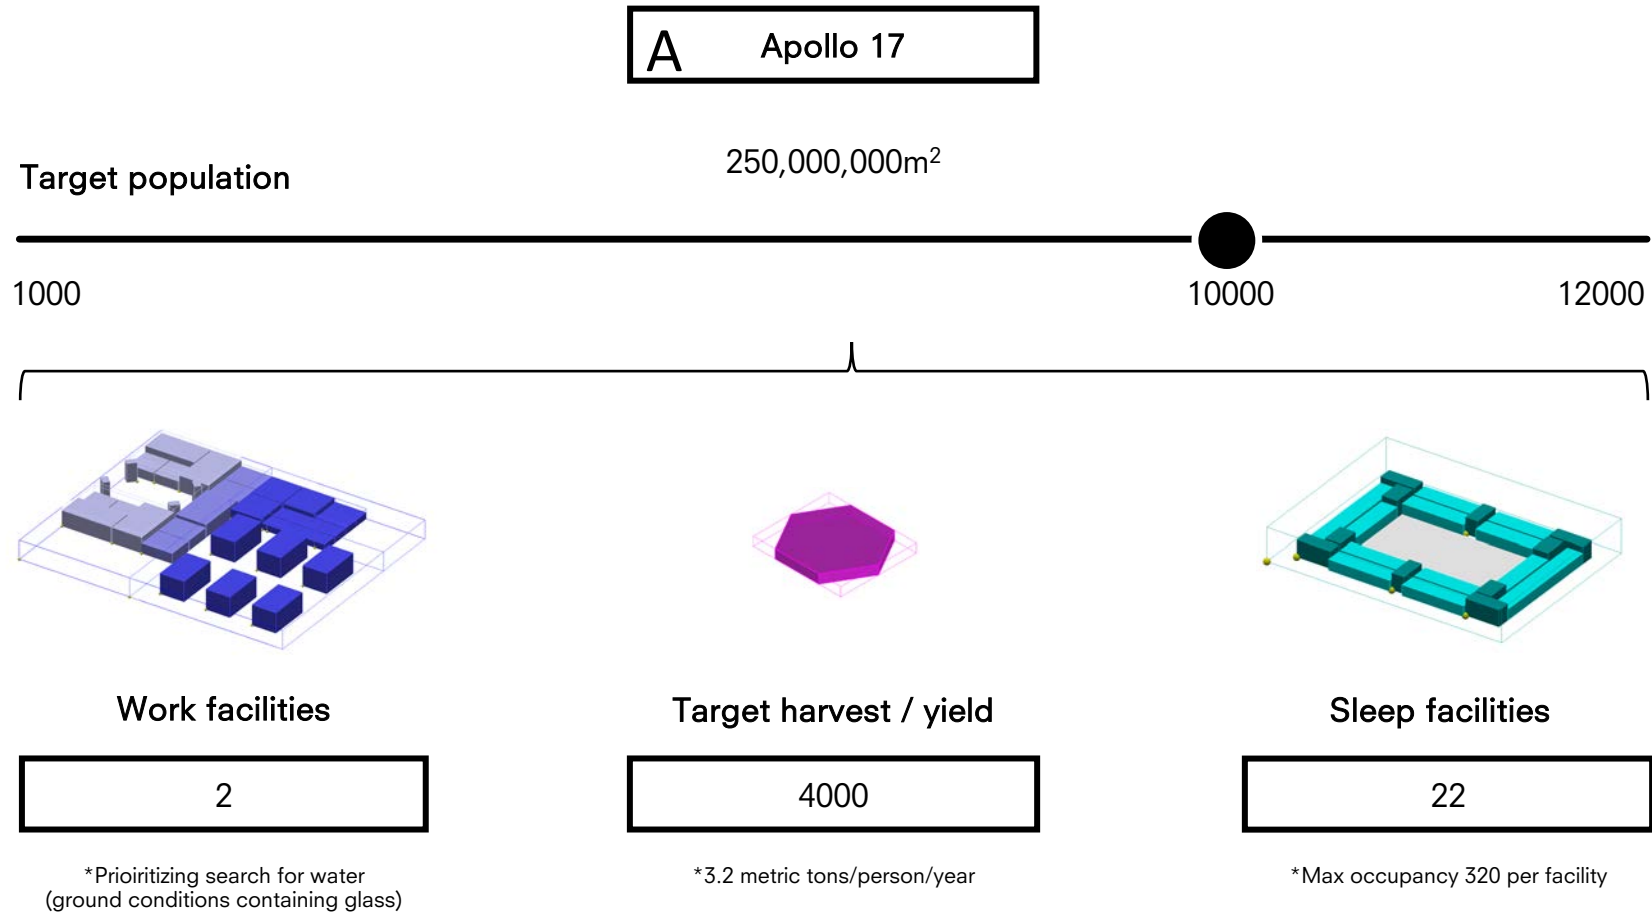 A Apollo 17
250,000,000m²
Target population
1000 10000 12000
Work facilities Target harvest / yield Sleep facilities
2 4000 22
*Prioiritizing search for water
(ground conditions containing glass)
*3.2 metric tons/person/year
*Max occupancy 320 per facility